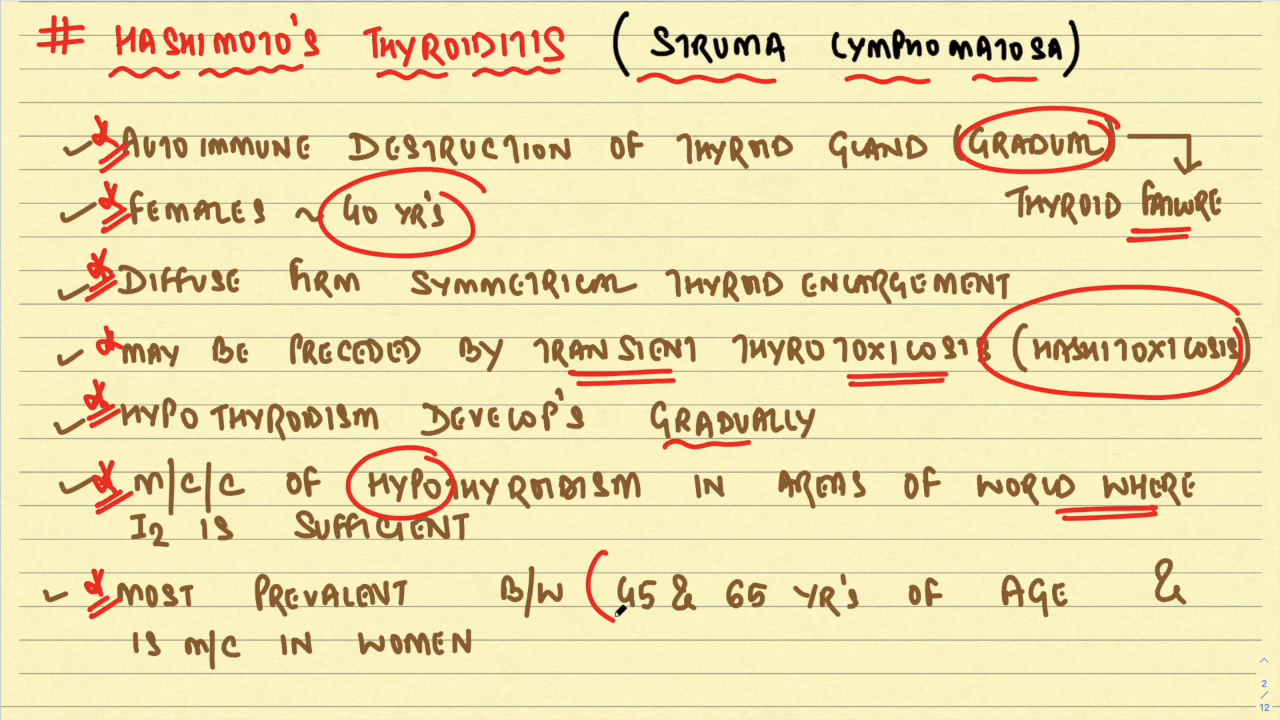 # HASHIMOTO'S THYROIDITIS (STRUMA LYMPHOMATOSA)
AUTOIMMUNE DESTRUCTION OF THYROID GLAND (GRADUAL)
THYROID FAILURE
FEMALES ~ 40 YR'S
DIFFUSE FIRM SYMMETRICAL THYROID ENLARGEMENT
MAY BE PRECEDED BY TRANSIENT THYROTOXICOSIS (HASHITOXICOSIS)
HYPOTHYRODISM DEVELOP'S GRADUALLY
M/C/C OF HYPOTHYRODISM IN AREAS OF WORLD WHERE
I2 IS SUFFICIENT
MOST PREVALENT B/W (45 & 65 YR'S OF AGE &
IS M/C IN WOMEN
2
/
12